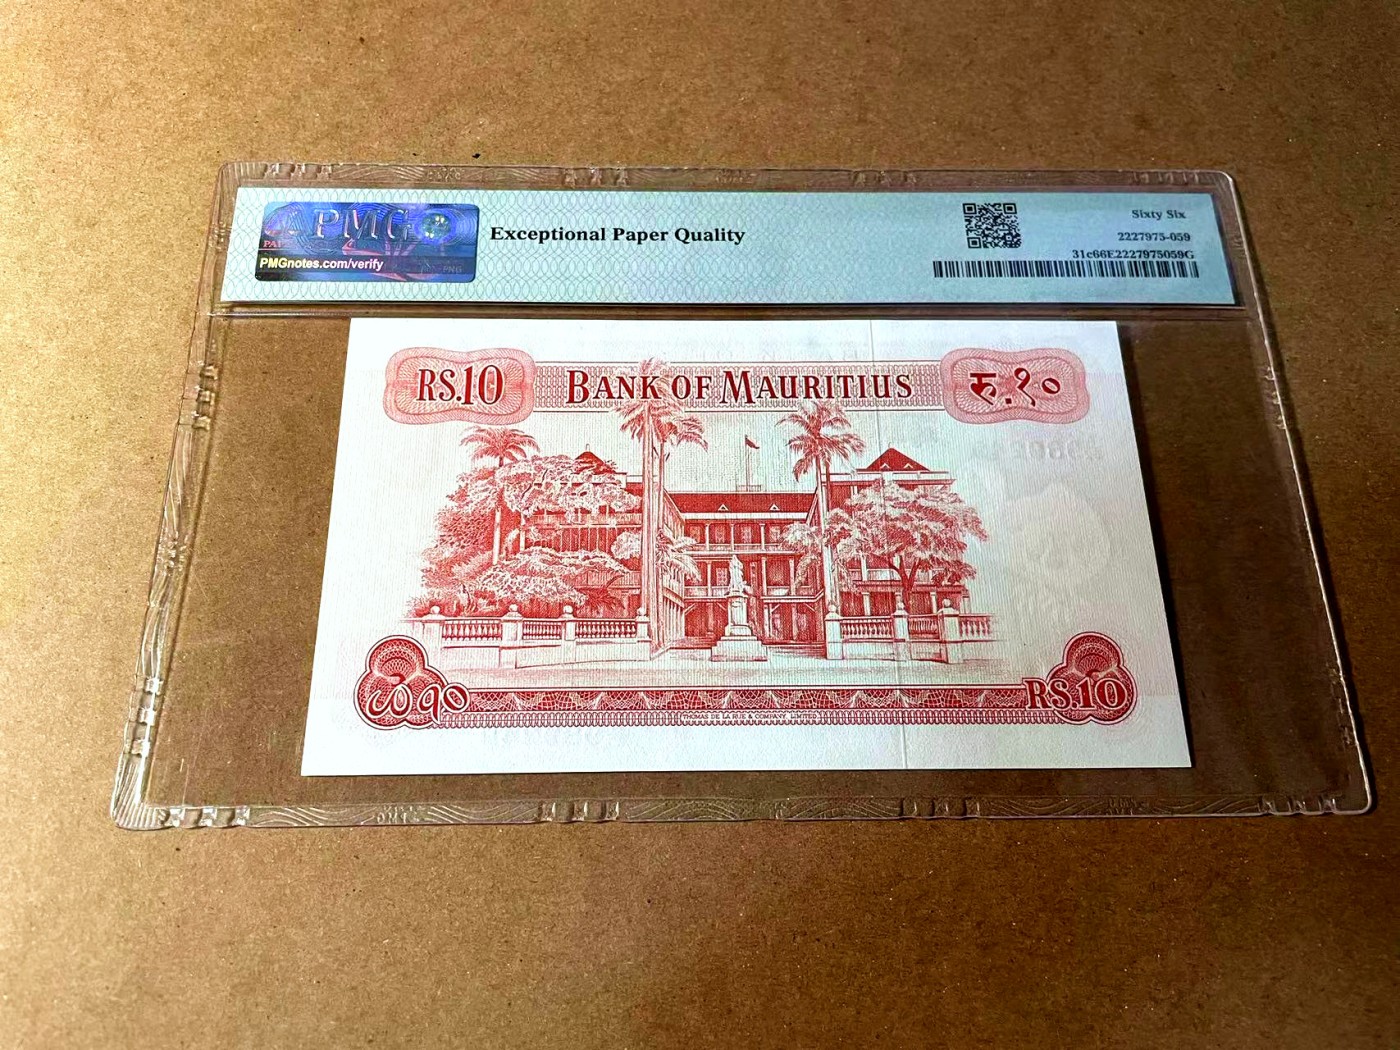 PMG
PMGnotes.com/verify
Exceptional Paper Quality
Sixty Six
2227975-059
31c66E2227975059G
RS.10
BANK OF MAURITIUS
रु.१०
RS.10
THOMAS DE LA RUE & COMPANY, LIMITED